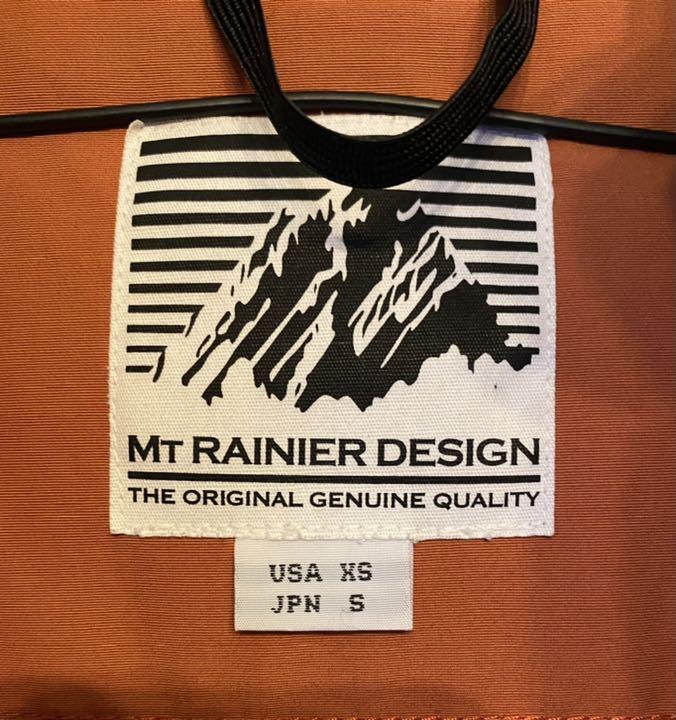 MT RAINIER DESIGN
THE ORIGINAL GENUINE QUALITY
USA XS
JPN S